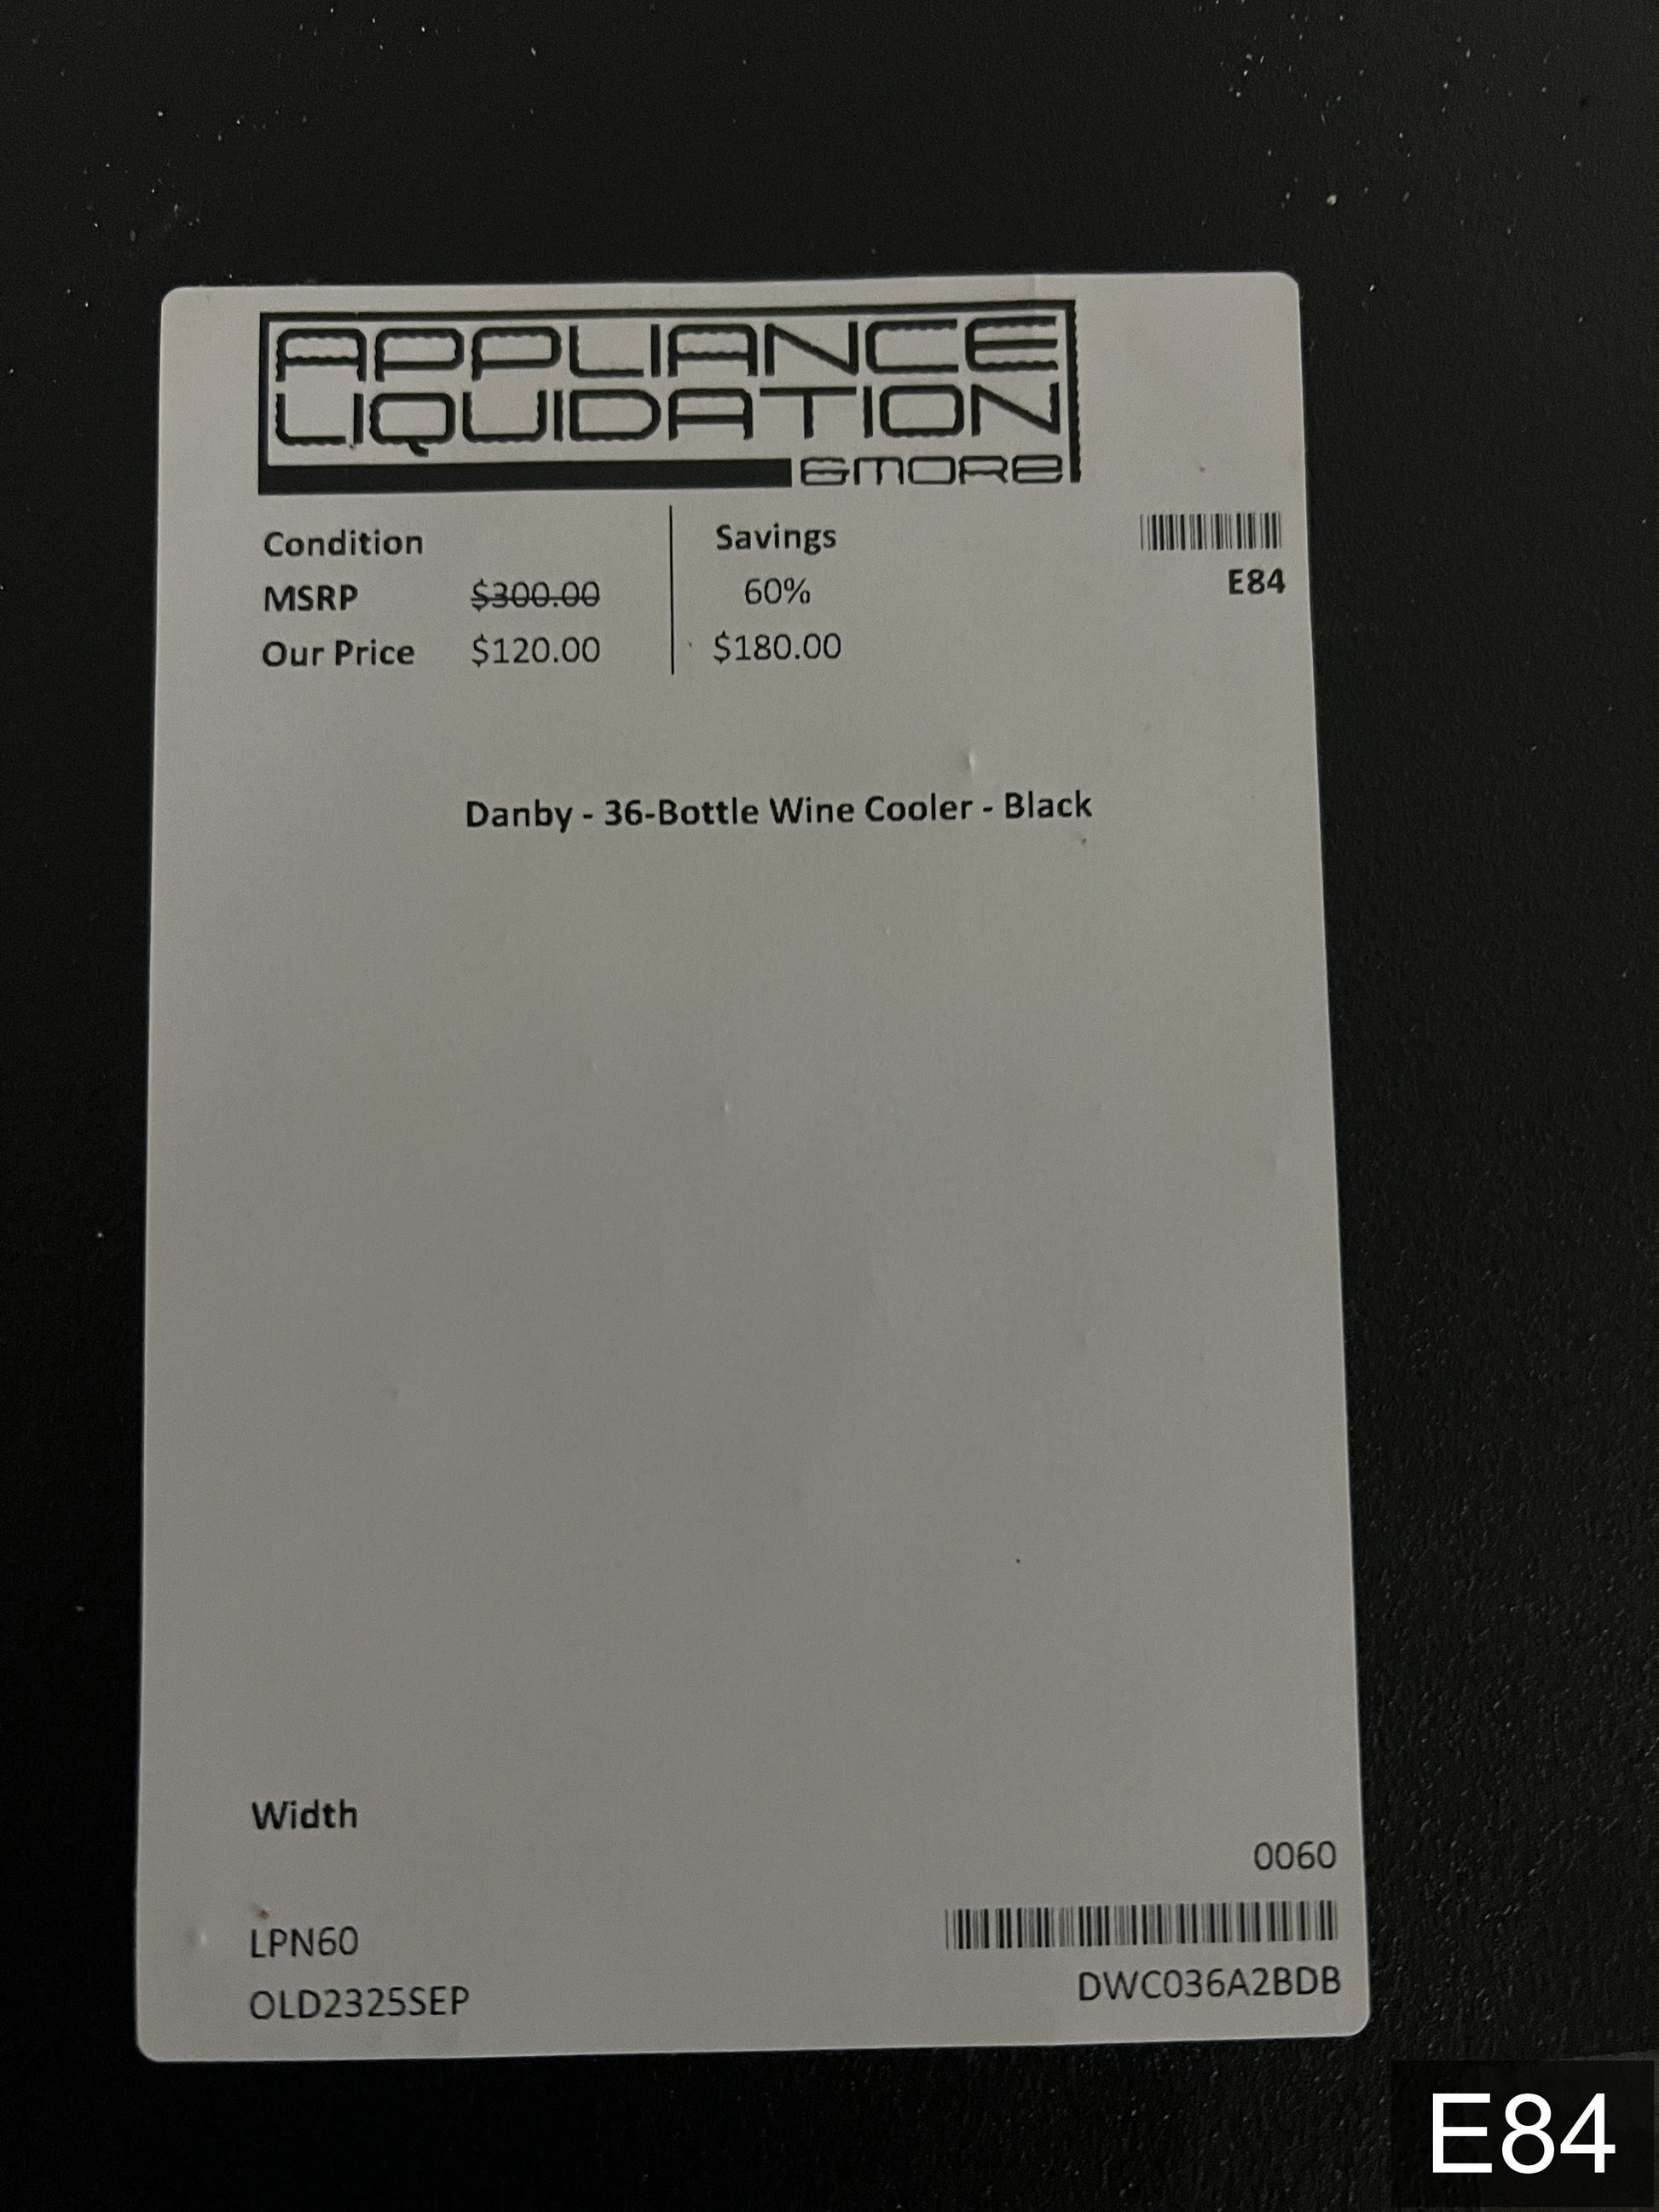 APPLIANCE
LIQUIDATION
&MORE
Condition
Savings
MSRP $300.00 60%
E84
Our Price $120.00 $180.00
Danby - 36-Bottle Wine Cooler - Black
Width
0060
LPN60
DWC036A2BDB
OLD2325SEP
E84